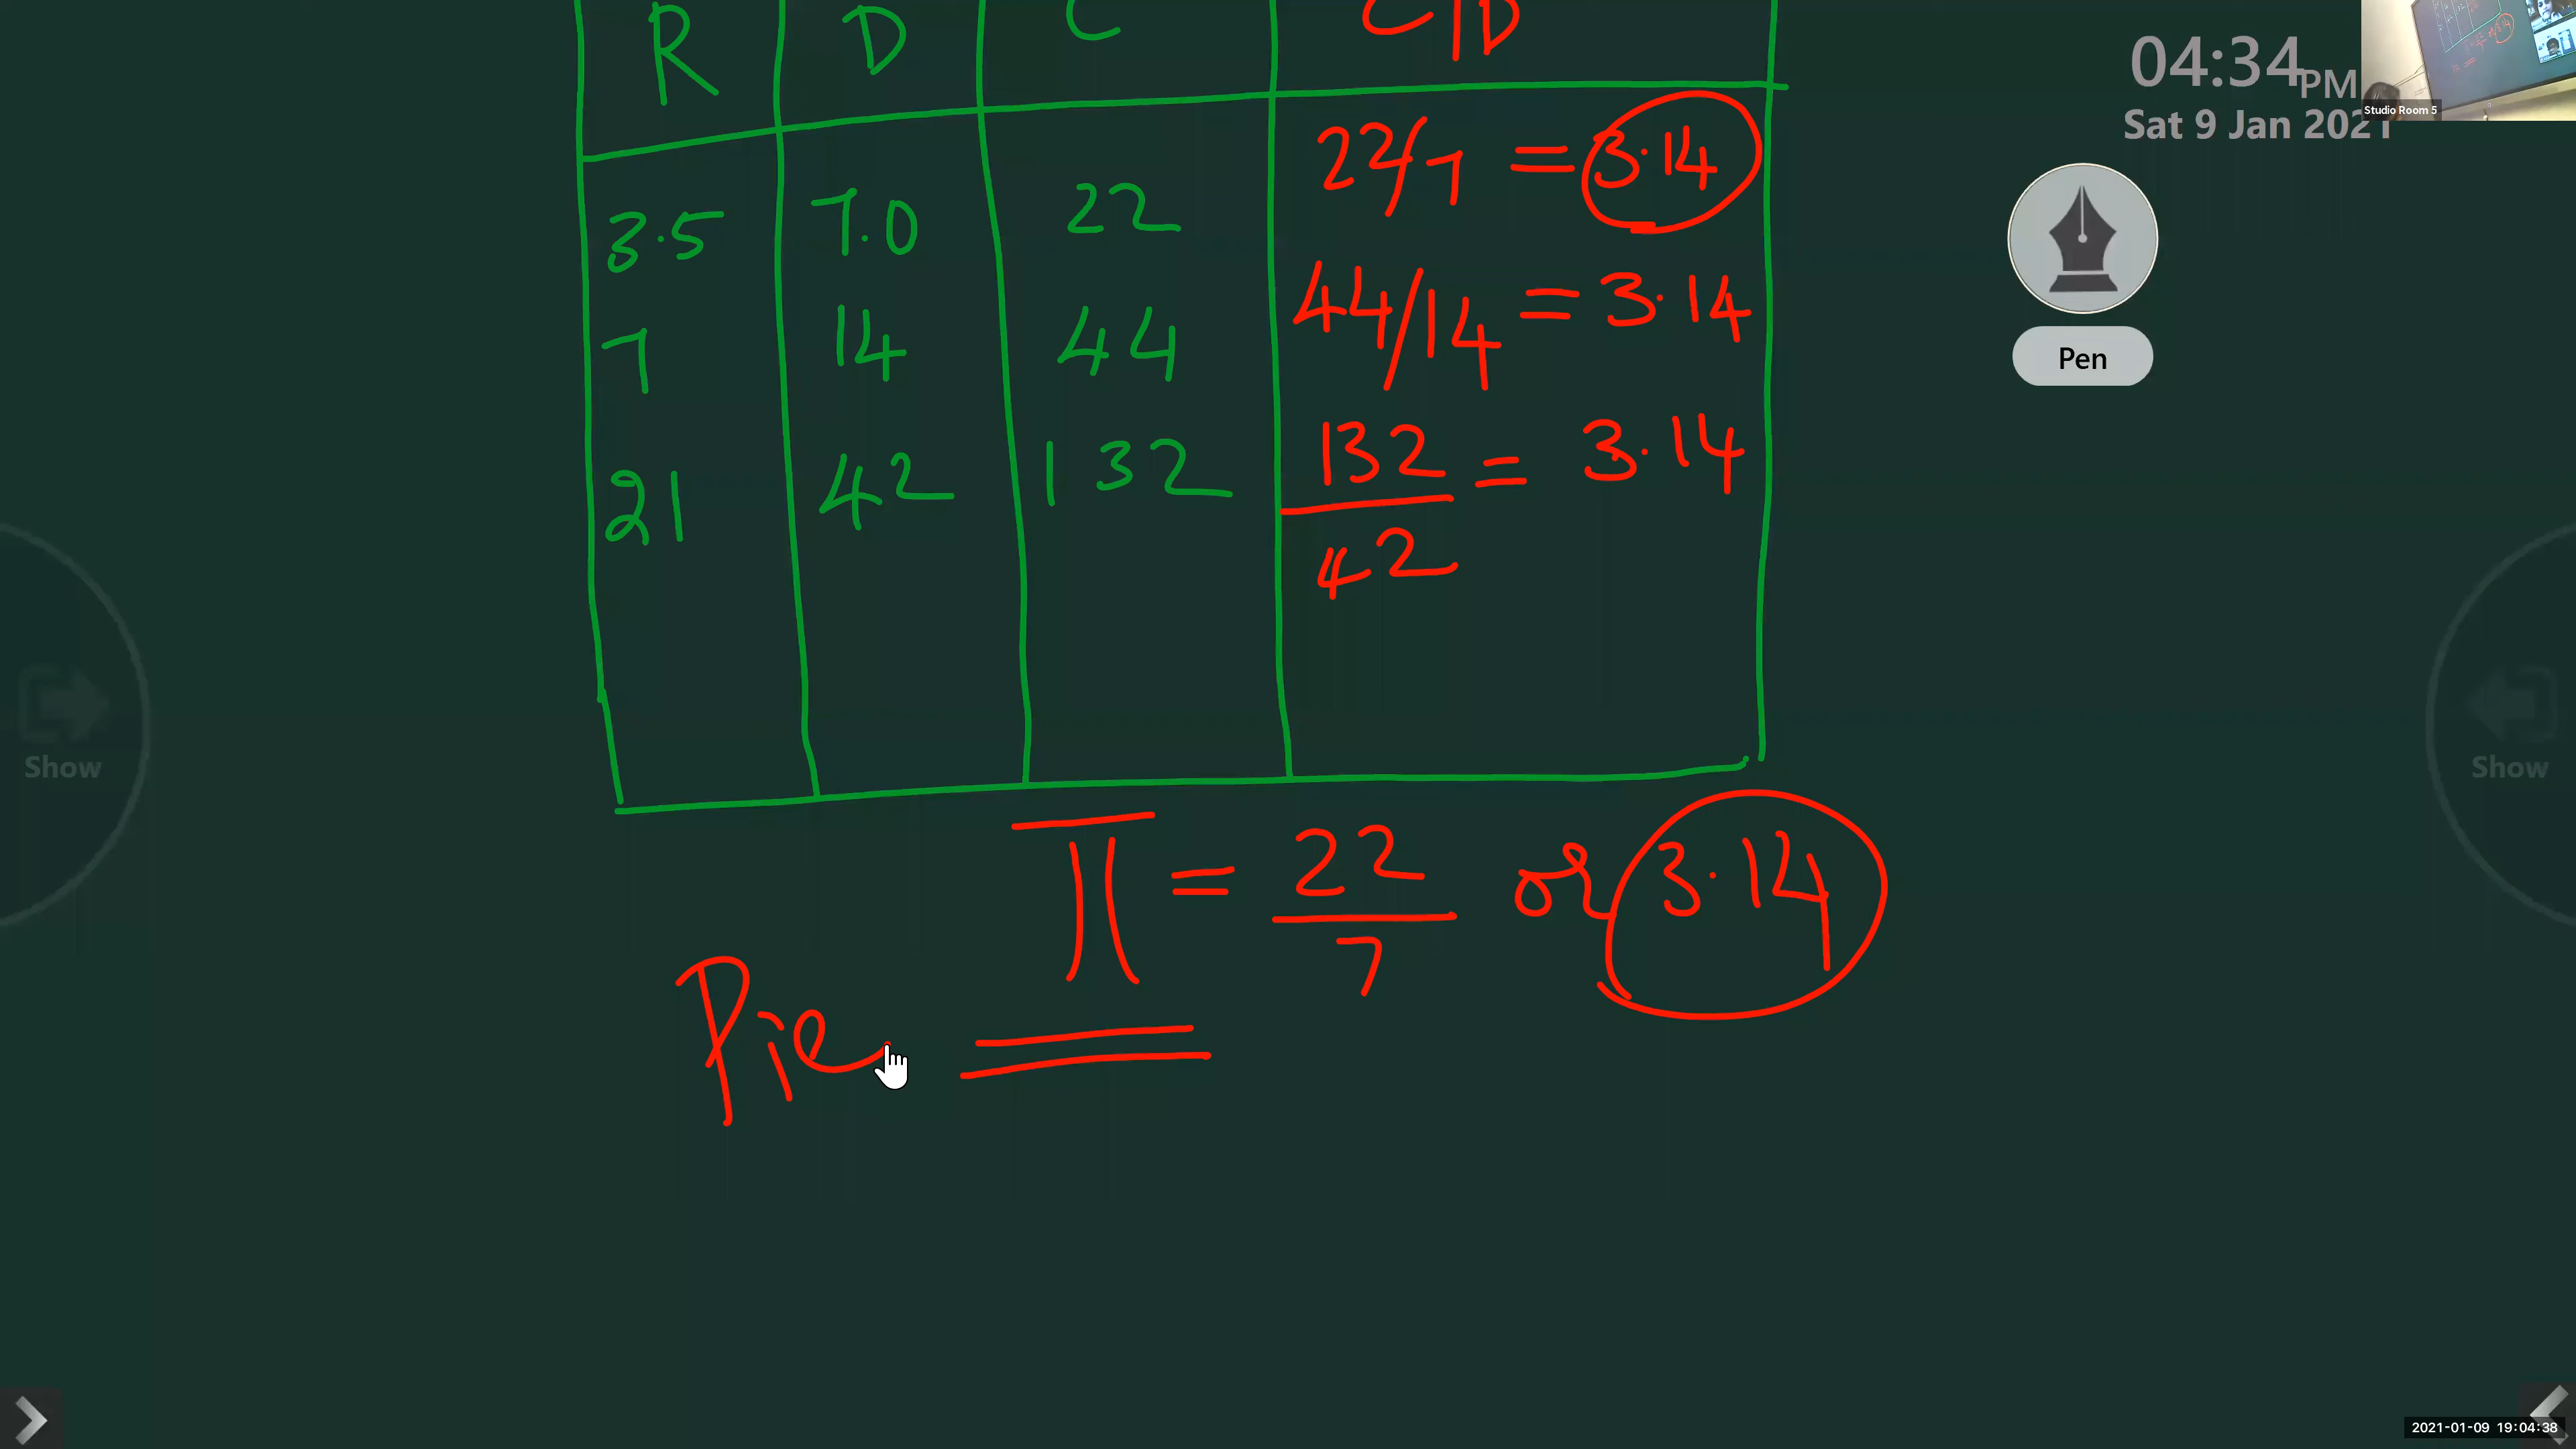 R D C C/D
04:34 PM
Studio Room 5
Sat 9 Jan 2021
3.5 7.0 22 22/7 = 3.14
7 14 44 44/14 = 3.14
21 42 132 132/42 = 3.14
Pen
Show
Show
π = 22/7 or 3.14
Pie
2021-01-09 19:04:38